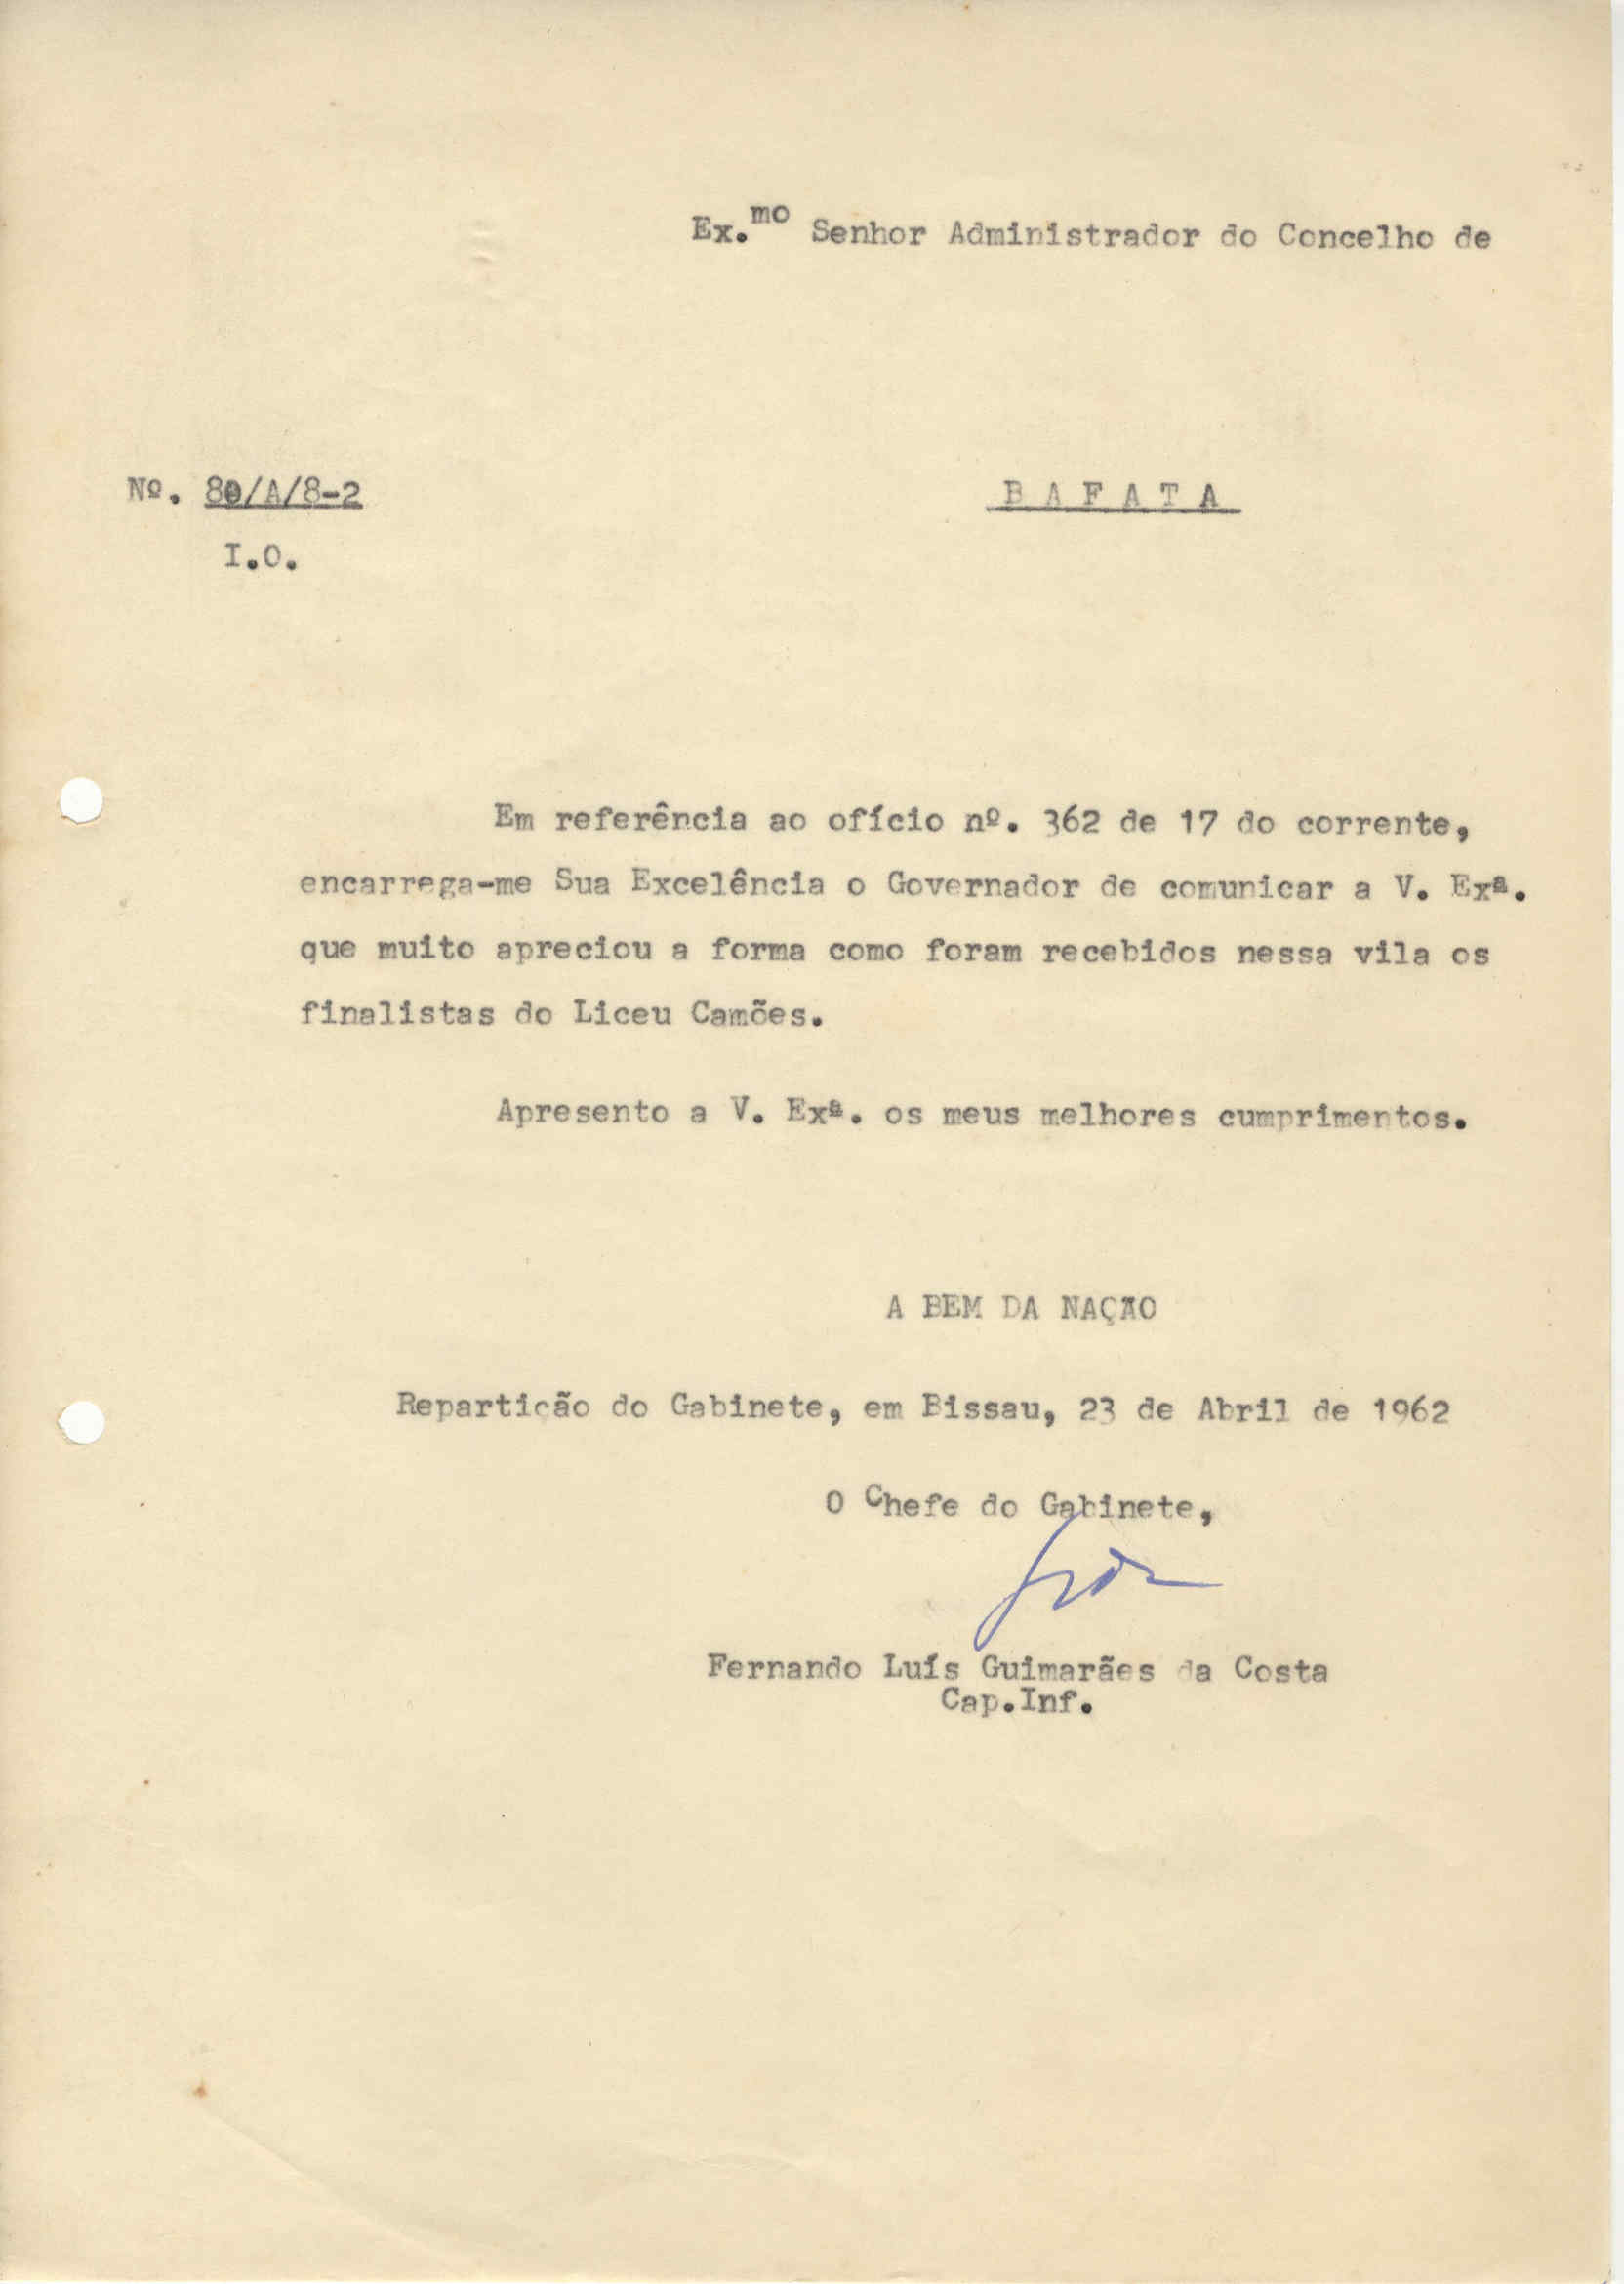 Ex.mo Senhor Administrador do Concelho de
Nº. 80/A/8-2
B A F A T A
I.O.
Em referência ao ofício nº. 362 de 17 do corrente,
encarrega-me Sua Excelência o Governador de comunicar a V. Exª.
que muito apreciou a forma como foram recebidos nessa vila os
finalistas do Liceu Camões.
Apresento a V. Exª. os meus melhores cumprimentos.
A BEM DA NAÇÃO
Repartição do Gabinete, em Bissau, 23 de Abril de 1962
O Chefe do Gabinete,
Fernando Luís Guimarães da Costa
Cap.Inf.